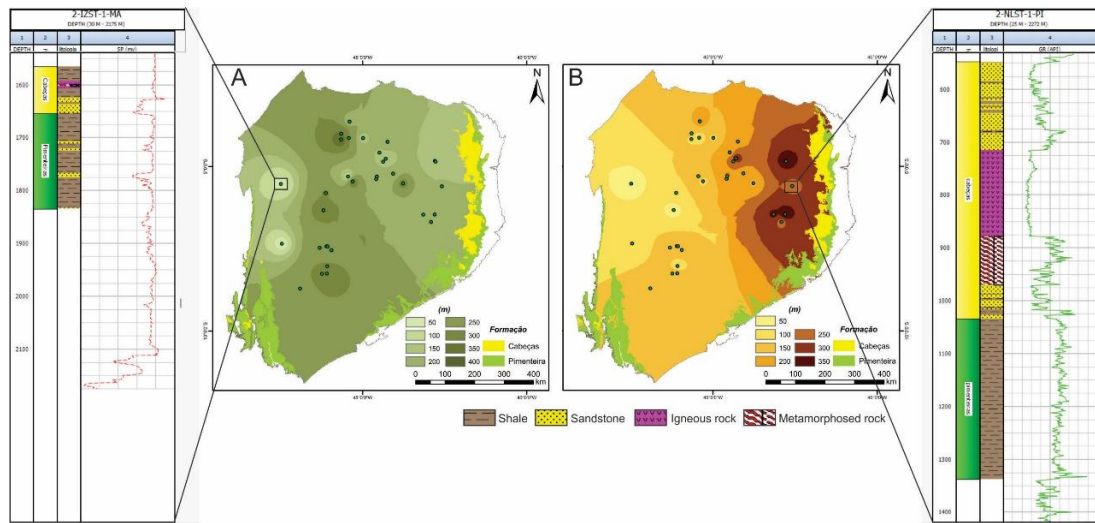 2-IZST-1-MA
DEPTH (30 M - 2175 M)
1
2
3
4
DEPTH
litologia
SP (mv)
1600
1700
1800
1900
2000
2100
Cabeças
Pimenteiras
A
N
(m)
50
100
150
200
250
300
350
400
Formação
Cabeças
Pimenteira
0 100 200 300 400
km
B
N
(m)
50
100
150
200
250
300
350
Formação
Cabeças
Pimenteira
0 100 200 300 400
km
Shale
Sandstone
Igneous rock
Metamorphosed rock
2-NLST-1-PI
DEPTH (25 M - 2272 M)
1
2
3
4
DEPTH
litologi
GR (API)
600
700
800
900
1000
1100
1200
1300
1400
cabeças
pimenteiras